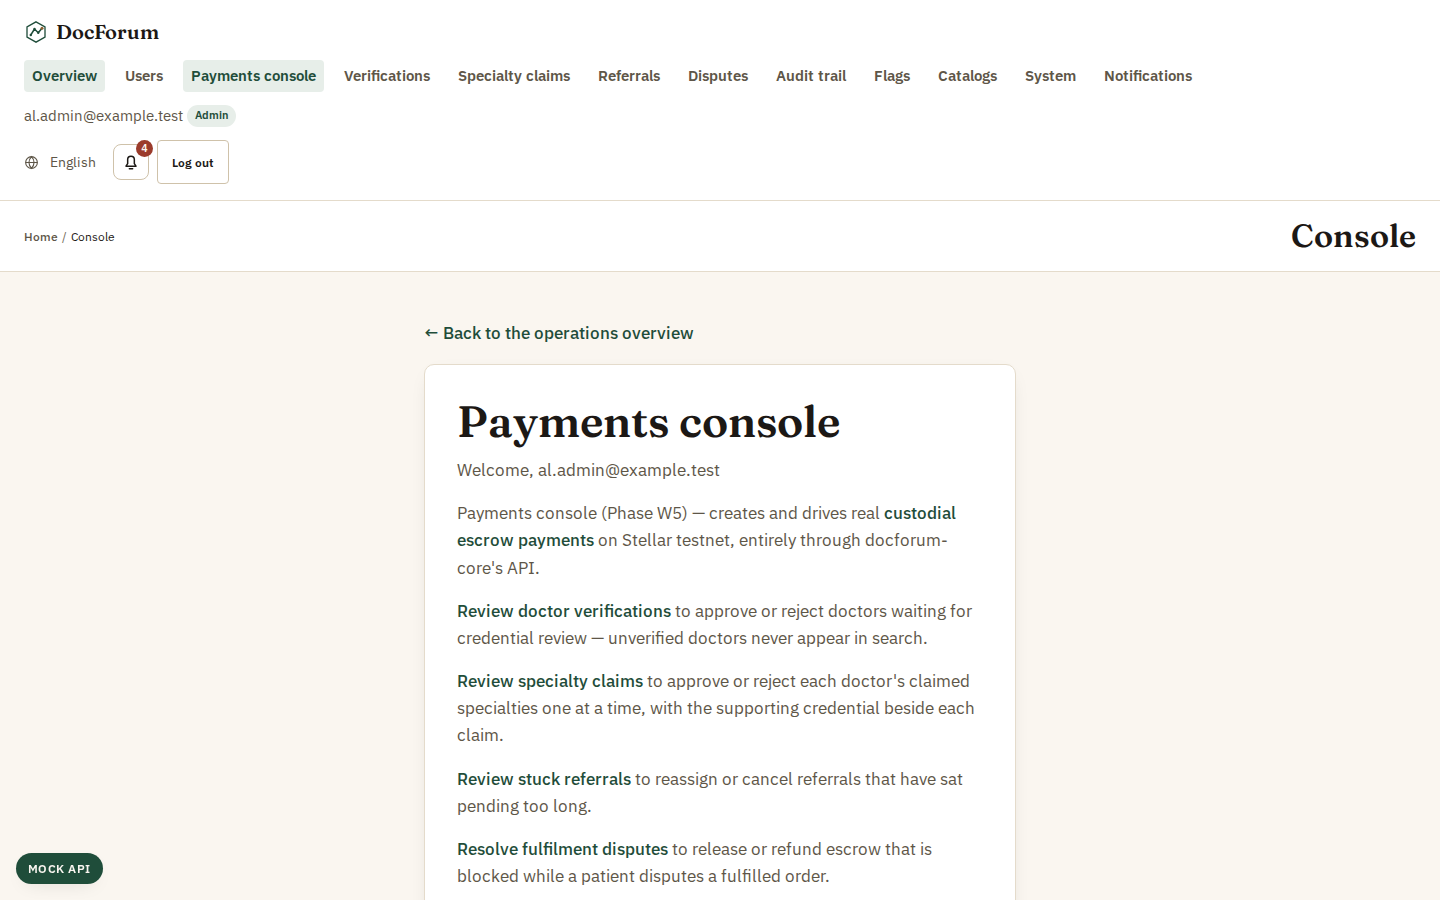 DocForum
Overview Users Payments console Verifications Specialty claims Referrals Disputes Audit trail Flags Catalogs System Notifications
al.admin@example.test Admin
English 4 Log out
Home / Console
Console
← Back to the operations overview
Payments console
Welcome, al.admin@example.test
Payments console (Phase W5) — creates and drives real custodial
escrow payments on Stellar testnet, entirely through docforum-
core's API.
Review doctor verifications to approve or reject doctors waiting for
credential review — unverified doctors never appear in search.
Review specialty claims to approve or reject each doctor's claimed
specialties one at a time, with the supporting credential beside each
claim.
Review stuck referrals to reassign or cancel referrals that have sat
pending too long.
Resolve fulfilment disputes to release or refund escrow that is
blocked while a patient disputes a fulfilled order.
MOCK API